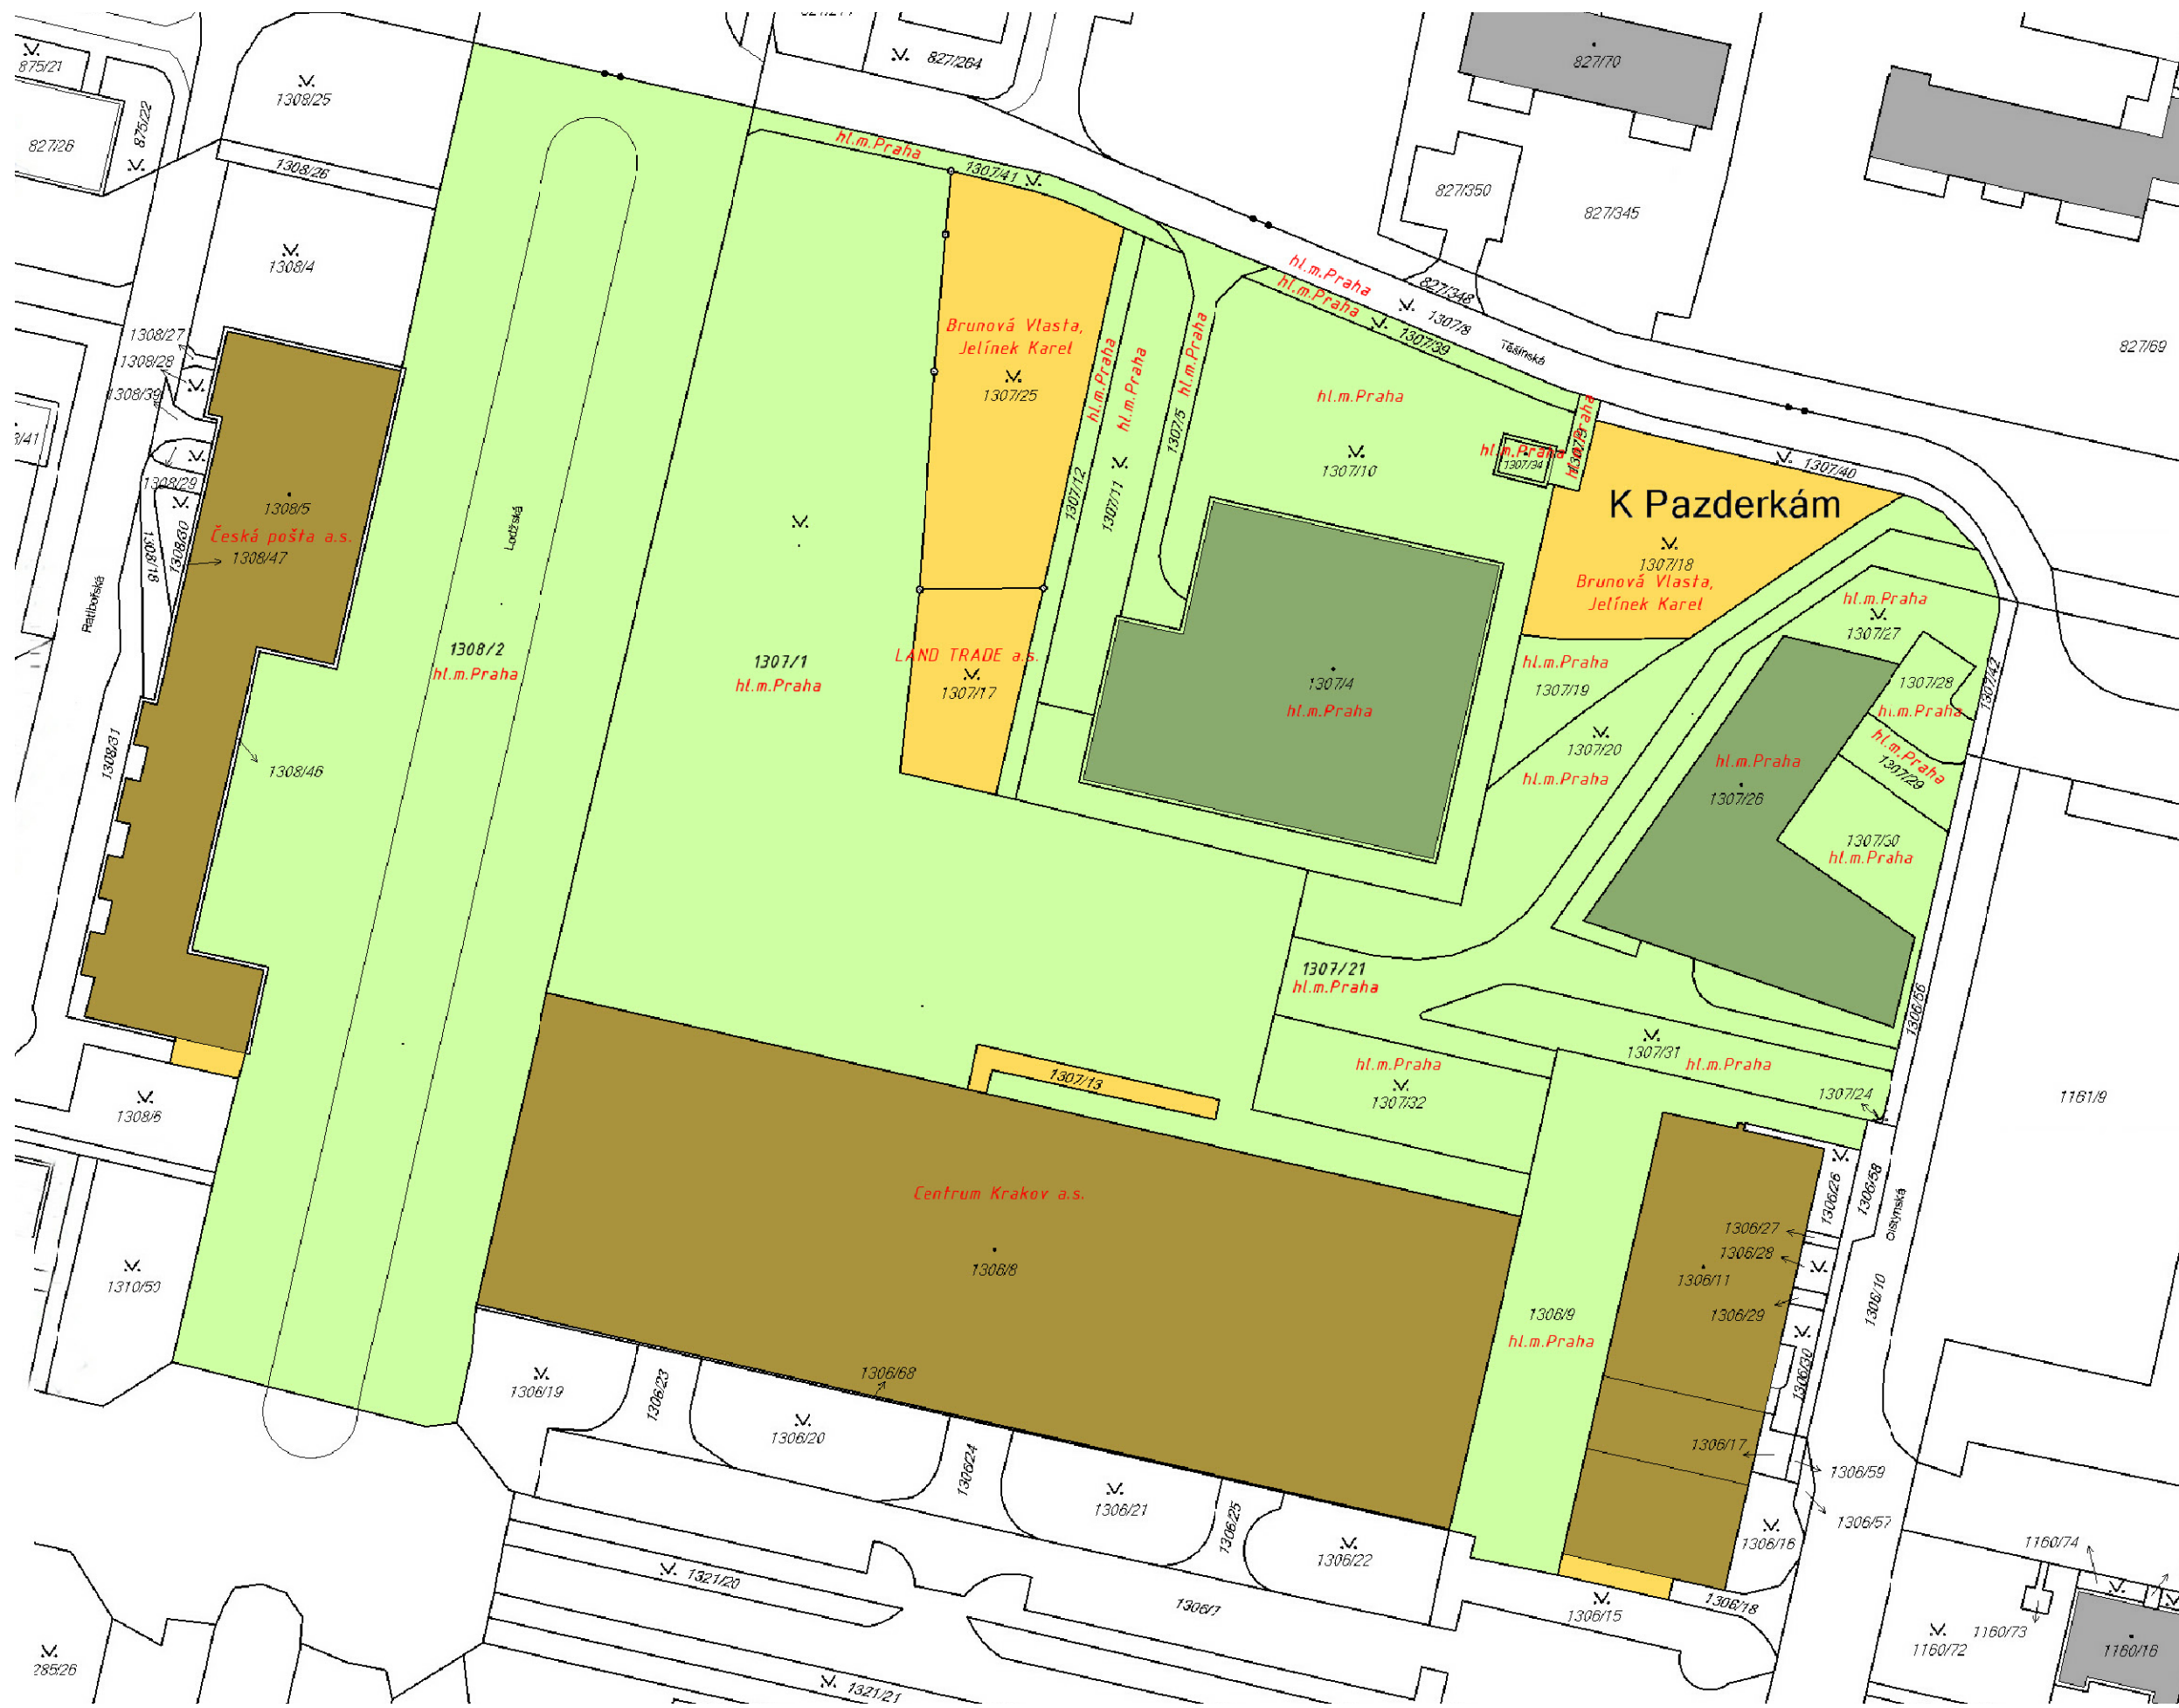 875/21
827/26
875/22
1308/25
827/264
827/70
1308/26
hl.m.Praha
1307/41
827/350
827/345
1308/4
hl.m.Praha
hl.m.Praha
827/348
1307/8
1307/39
Těšínská
827/69
1308/27
1308/28
1308/39
Brunová Vlasta,
Jelínek Karel
1307/25
hl.m.Praha
hl.m.Praha
hl.m.Praha
1307/5
1307/12
1307/11
hl.m.Praha
1307/10
hl.m.Praha
1307/34
hl.m.Praha
1307/9
1307/40
K Pazderkám
1307/18
Brunová Vlasta,
Jelínek Karel
1308/29
1308/30
1308/18
1308/5
Česká pošta a.s.
1308/47
Ratibořská
Lodžská
1308/2
hl.m.Praha
1307/1
hl.m.Praha
LAND TRADE a.s.
1307/17
1307/4
hl.m.Praha
hl.m.Praha
1307/19
1307/20
hl.m.Praha
hl.m.Praha
1307/27
1307/28
hl.m.Praha
hl.m.Praha
1307/29
1307/42
hl.m.Praha
1307/26
1307/30
hl.m.Praha
1308/31
1308/46
1307/21
hl.m.Praha
1306/56
1307/31
hl.m.Praha
1307/24
1161/9
1307/13
hl.m.Praha
1307/32
1308/6
1310/50
Centrum Krakov a.s.
1306/8
1306/9
hl.m.Praha
1306/26
1306/58
Olštýnská
1306/27
1306/28
1306/11
1306/29
1306/10
1306/30
1306/17
1306/59
1306/57
1306/16
1306/19
1306/23
1306/68
1306/20
1306/24
1306/21
1306/25
1306/22
1321/20
1306/7
1306/15
1306/18
1160/74
1160/73
1160/72
1160/16
285/26
1321/21